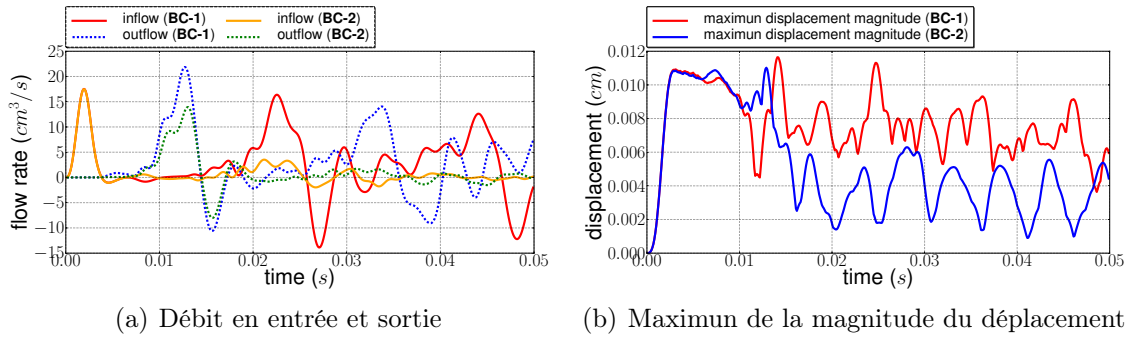 inflow (BC-1) inflow (BC-2)
outflow (BC-1) outflow (BC-2)
flow rate (cm³/s)
25
20
15
10
5
0
−5
−10
−15
0.00 0.01 0.02 0.03 0.04 0.05
time (s)
(a) Débit en entrée et sortie
maximun displacement magnitude (BC-1)
maximun displacement magnitude (BC-2)
displacement (cm)
0.012
0.010
0.008
0.006
0.004
0.002
0.000
0.00 0.01 0.02 0.03 0.04 0.05
time (s)
(b) Maximun de la magnitude du déplacement